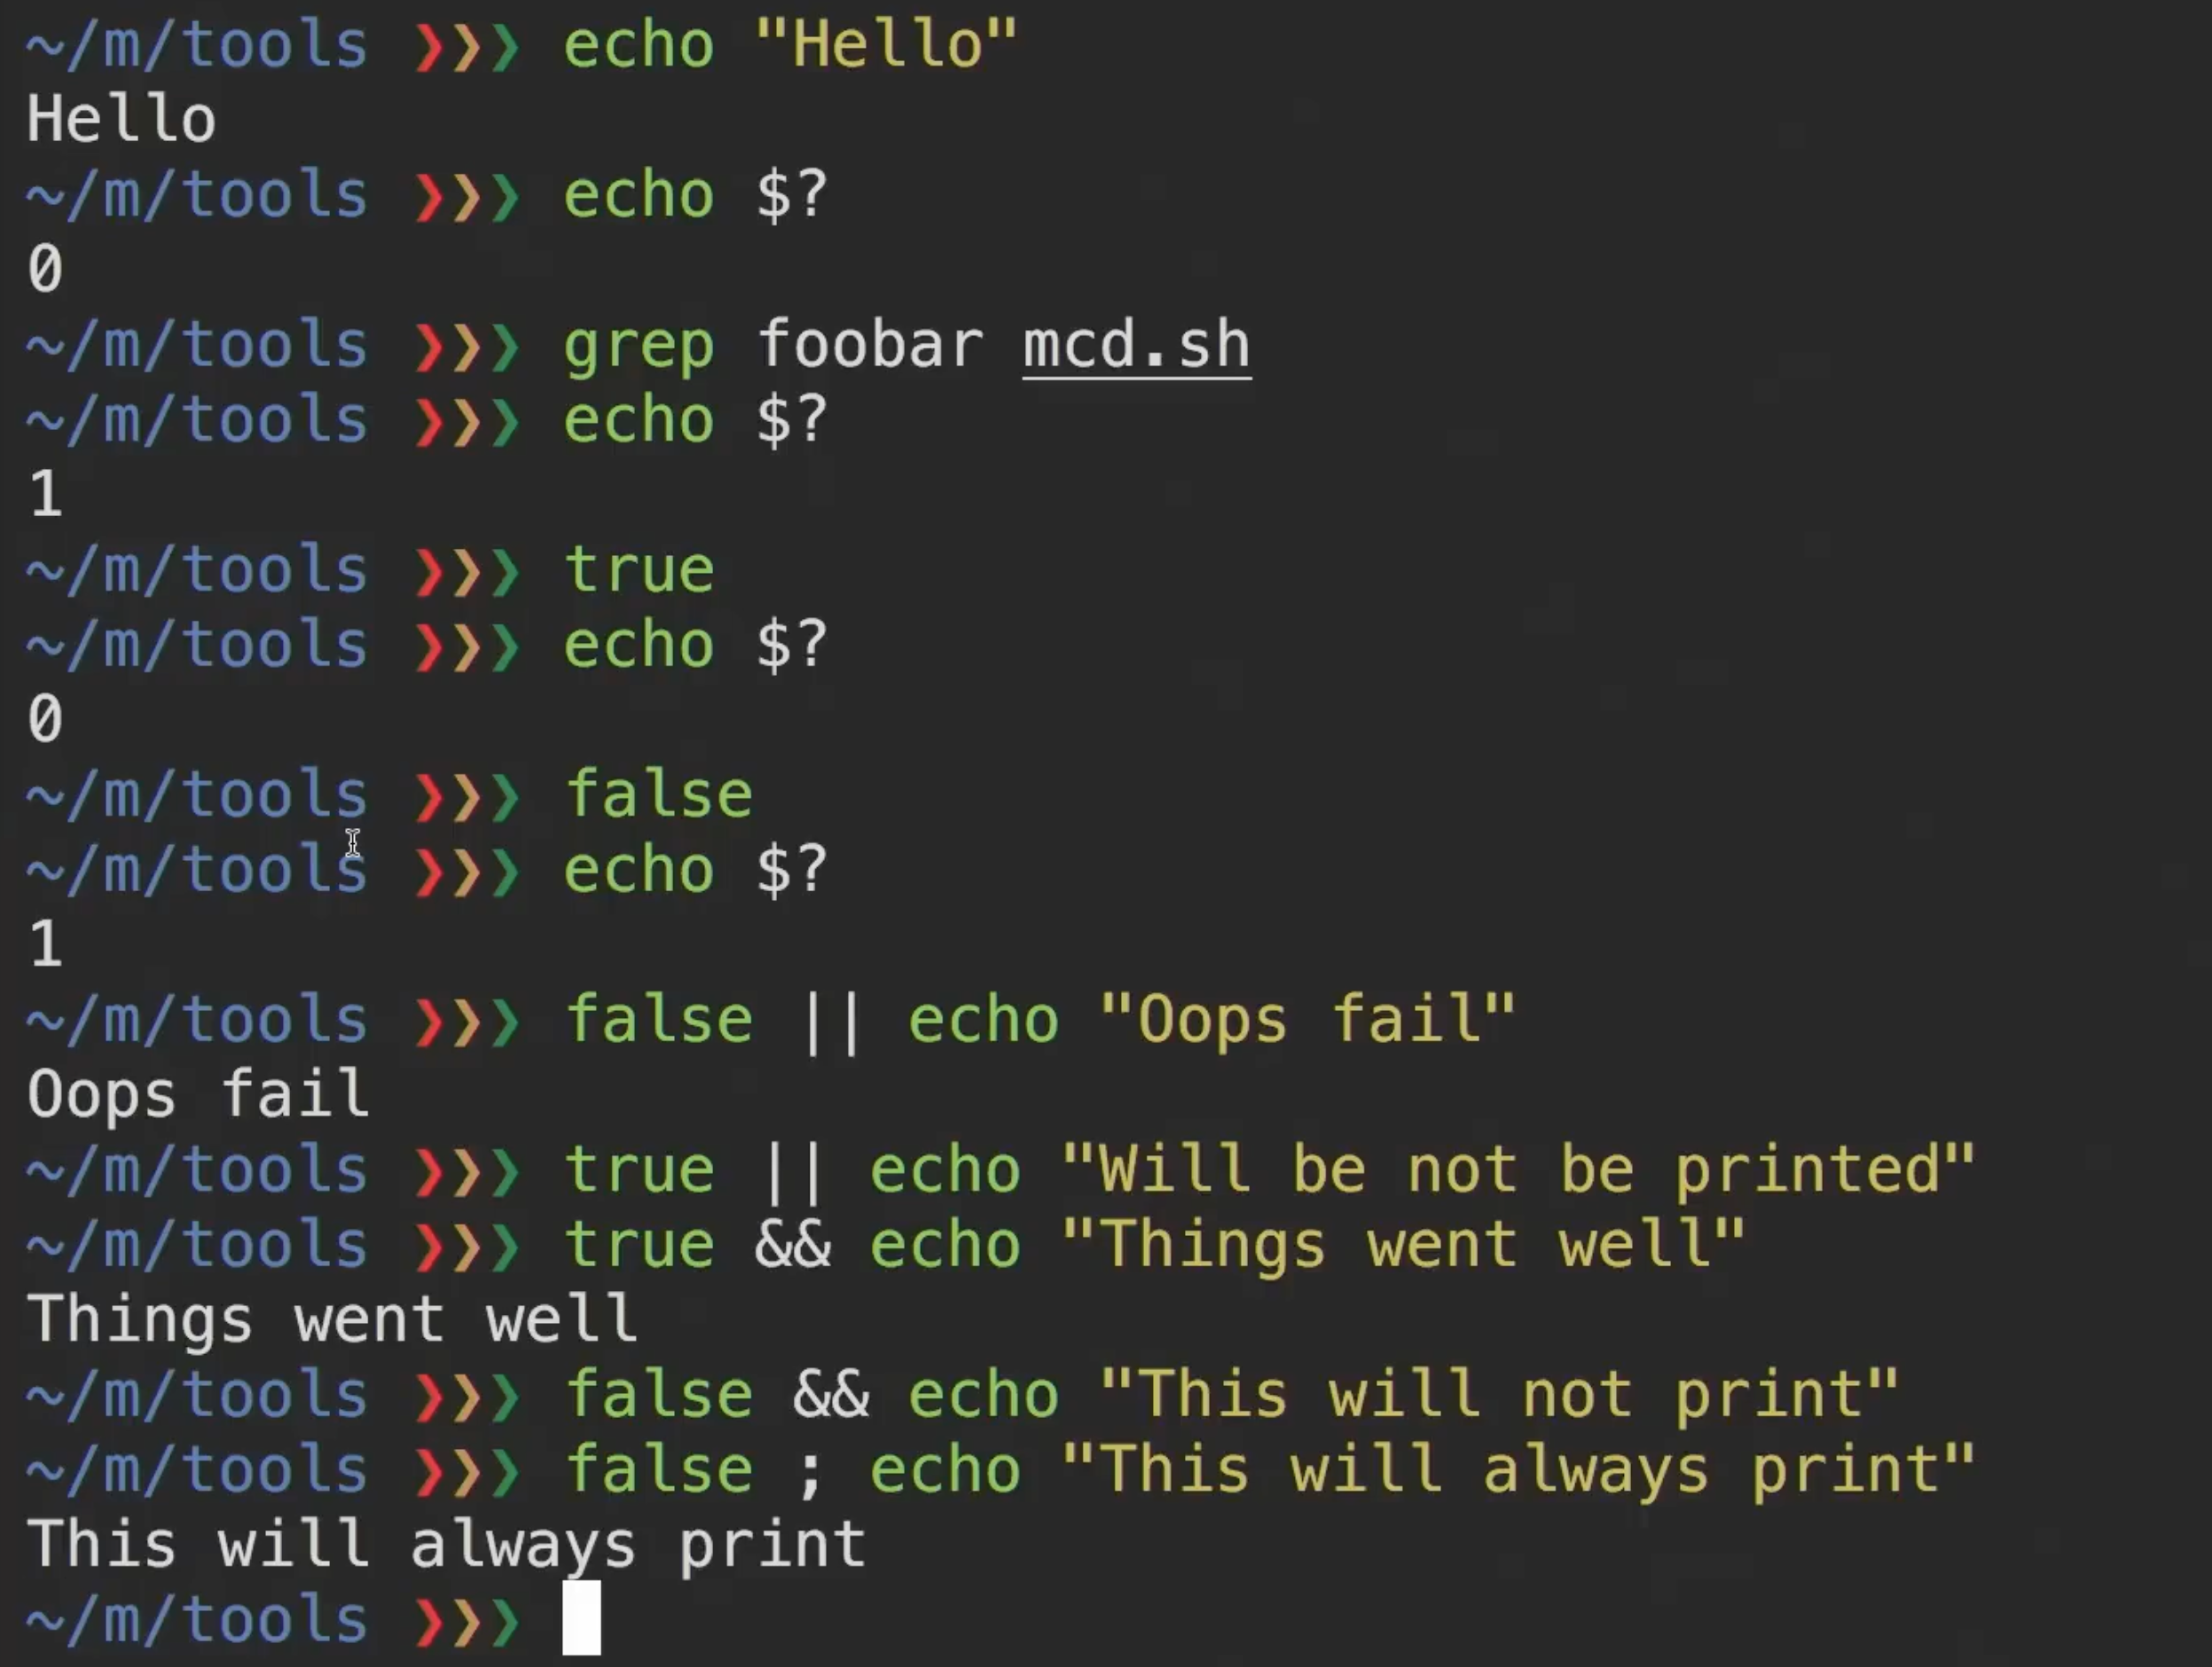 ~/m/tools ❯❯❯ echo "Hello"
Hello
~/m/tools ❯❯❯ echo $?
0
~/m/tools ❯❯❯ grep foobar mcd.sh
~/m/tools ❯❯❯ echo $?
1
~/m/tools ❯❯❯ true
~/m/tools ❯❯❯ echo $?
0
~/m/tools ❯❯❯ false
~/m/tools ❯❯❯ echo $?
1
~/m/tools ❯❯❯ false || echo "Oops fail"
Oops fail
~/m/tools ❯❯❯ true || echo "Will be not be printed"
~/m/tools ❯❯❯ true && echo "Things went well"
Things went well
~/m/tools ❯❯❯ false && echo "This will not print"
~/m/tools ❯❯❯ false ; echo "This will always print"
This will always print
~/m/tools ❯❯❯